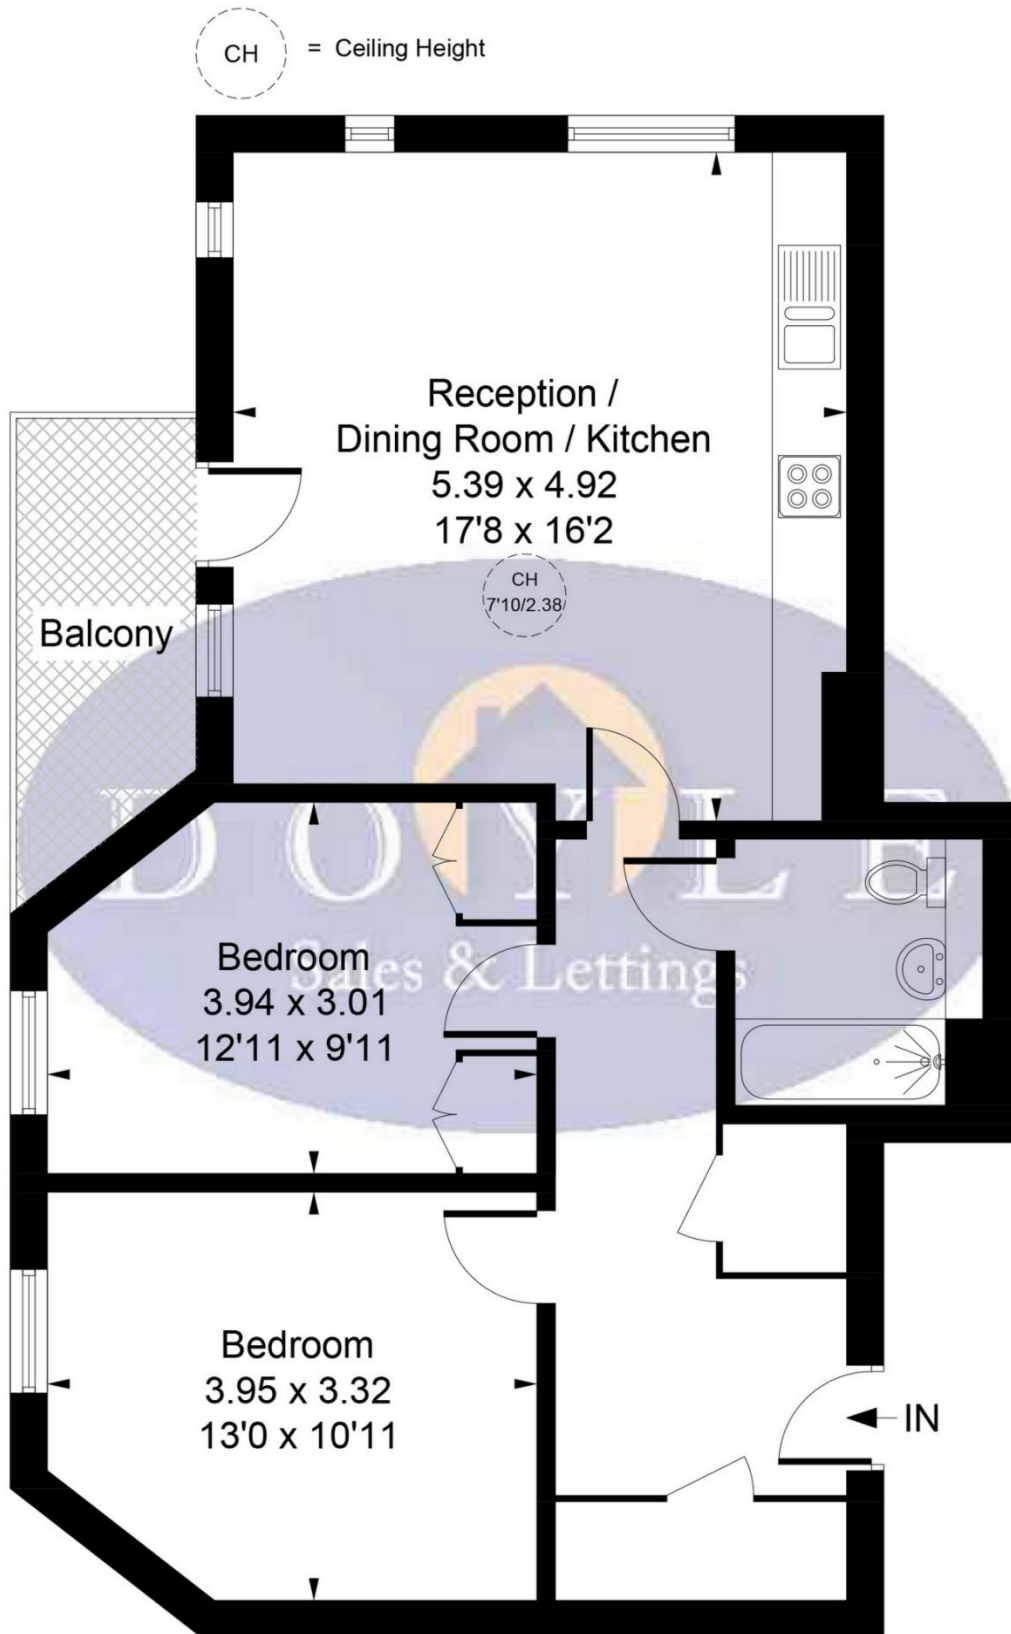 CH = Ceiling Height
Reception /
Dining Room / Kitchen
5.39 x 4.92
17'8 x 16'2
CH
7'10/2.38
Balcony
DOYLE
Sales & Lettings
Bedroom
3.94 x 3.01
12'11 x 9'11
Bedroom
3.95 x 3.32
13'0 x 10'11
IN